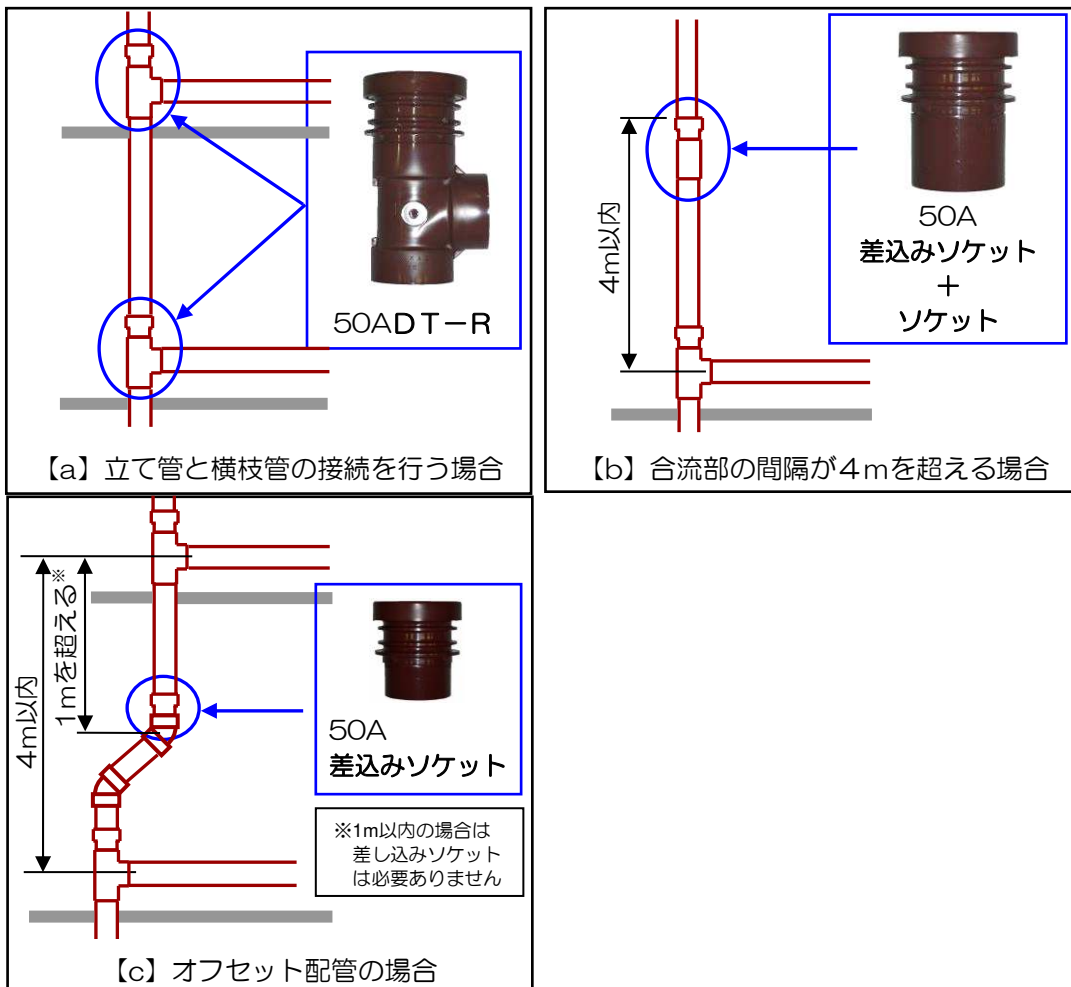 50ADT-R
【a】立て管と横枝管の接続を行う場合
4m以内
50A
差込みソケット
+
ソケット
【b】合流部の間隔が4mを超える場合
4m以内
1mを超える※
50A
差込みソケット
※1m以内の場合は
差し込みソケット
は必要ありません
【c】オフセット配管の場合